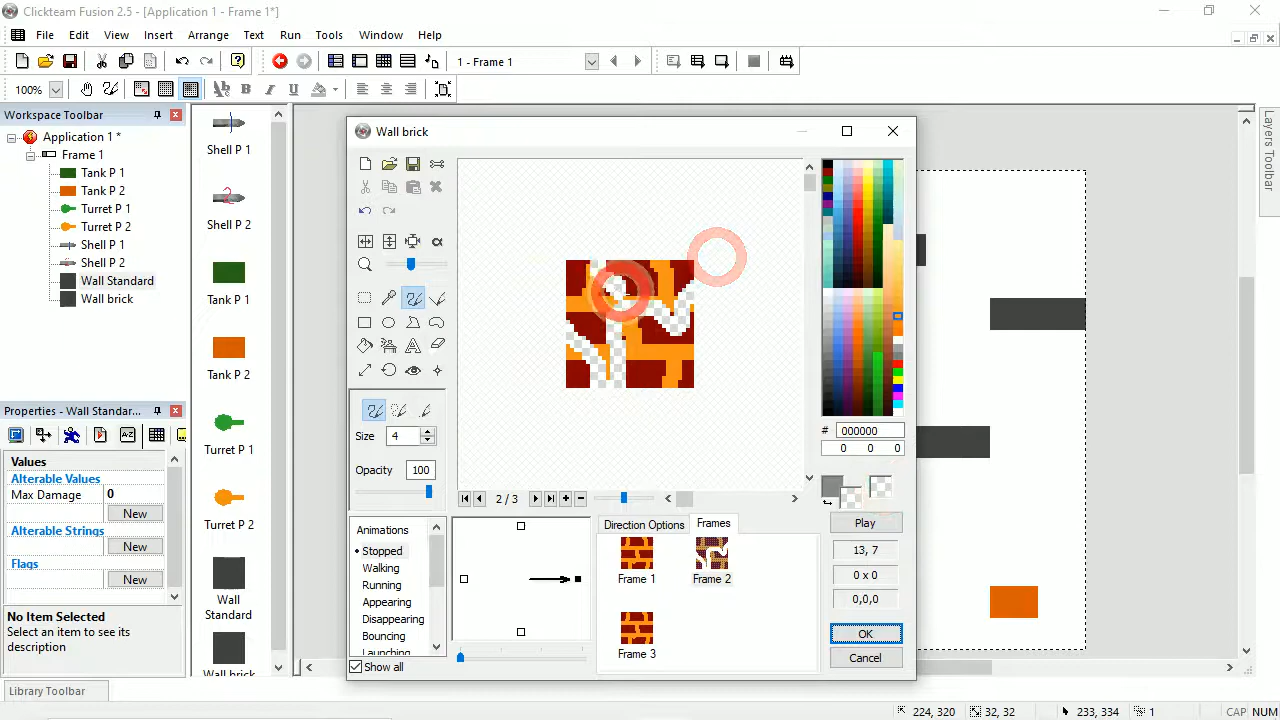 Clickteam Fusion 2.5 - [Application 1 - Frame 1*]
File Edit View Insert Arrange Text Run Tools Window Help
1 - Frame 1
100%
Workspace Toolbar
Application 1 *
Frame 1
Tank P 1
Tank P 2
Turret P 1
Turret P 2
Shell P 1
Shell P 2
Wall Standard
Wall brick
Properties - Wall Standar...
Values
Alterable Values
Max Damage 0
New
Alterable Strings
New
Flags
New
No Item Selected
Select an item to see its
description
Library Toolbar
Shell P 1
Shell P 2
Tank P 1
Tank P 2
Turret P 1
Turret P 2
Wall
Standard
Wall brick
Wall brick
Size 4
Opacity 100
2 / 3
# 000000
0 0 0
Animations
Stopped
Walking
Running
Appearing
Disappearing
Bouncing
Launching
Show all
Direction Options Frames
Frame 1 Frame 2
Frame 3
Play
13, 7
0 x 0
0,0,0
OK
Cancel
Layers Toolbar
224, 320 32, 32 233, 334 1 CAP NUM